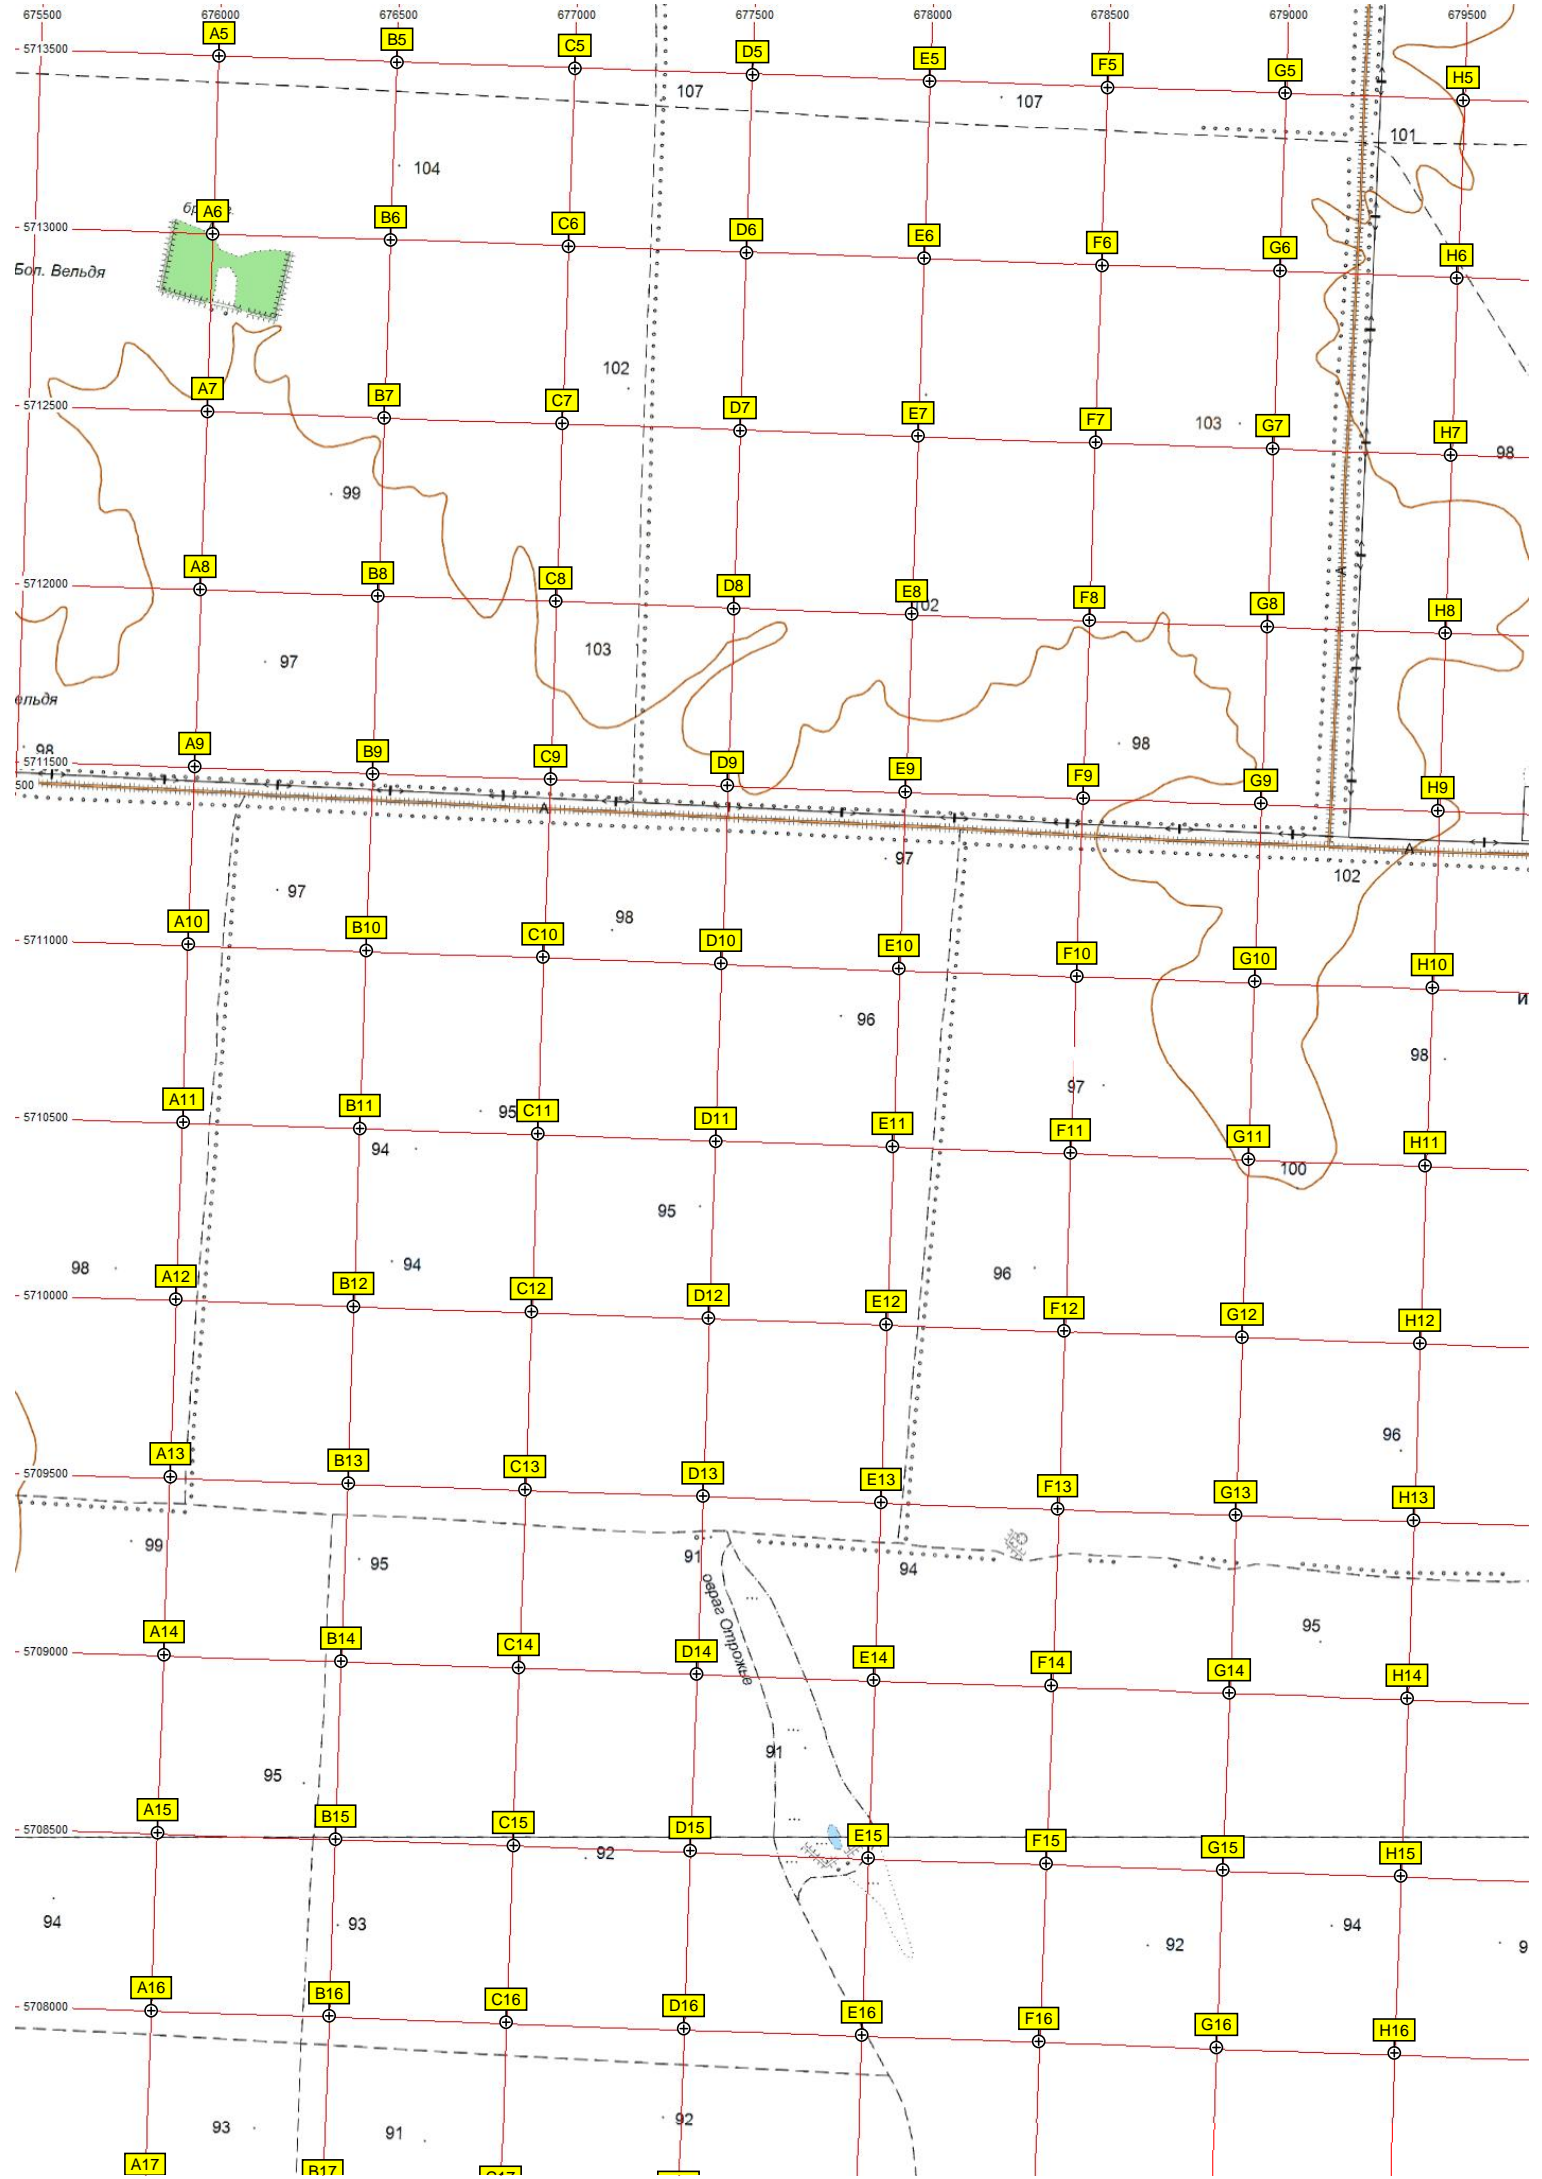 675500 676000 676500 677000 677500 678000 678500 679000 679500
A5 B5 C5 D5 E5 F5 G5 H5
5713500
107 107
101
104
A6 B6 C6 D6 E6 F6 G6 H6
5713000
Бол. Вельдя
102
A7 B7 C7 D7 E7 F7 G7 H7
5712500
103
98
99
A8 B8 C8 D8 E8 F8 G8 H8
5712000
А
103
97
98
98
A9 B9 C9 D9 E9 F9 G9 H9
5711500
500
А
А
97
102
97
98
A10 B10 C10 D10 E10 F10 G10 H10
5711000
96
98
97
A11 B11 C11 D11 E11 F11 G11 H11
5710500
95
94
100
95
98
94
96
A12 B12 C12 D12 E12 F12 G12 H12
5710000
96
A13 B13 C13 D13 E13 F13 G13 H13
5709500
99
95
91
94
овраг Отрожье
95
A14 B14 C14 D14 E14 F14 G14 H14
5709000
91
95
A15 B15 C15 D15 E15 F15 G15 H15
5708500
92
94
93
92
94
A16 B16 C16 D16 E16 F16 G16 H16
5708000
93
91
92
A17 B17